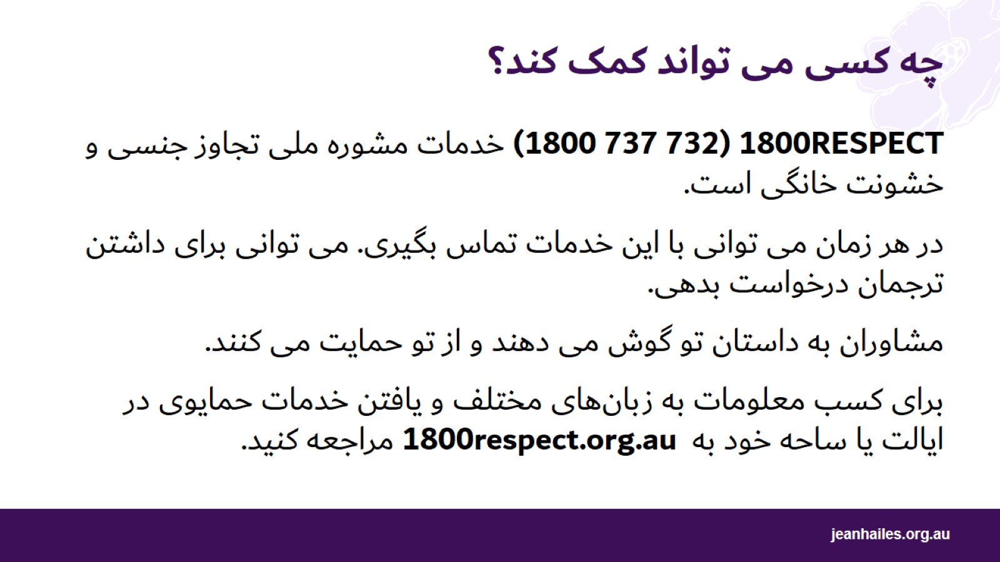 چه کسی می تواند کمک کند؟
1800RESPECT (1800 737 732) خدمات مشوره ملی تجاوز جنسی و
خشونت خانگی است.
در هر زمان می توانی با این خدمات تماس بگیری. می توانی برای داشتن
ترجمان درخواست بدهی.
مشاوران به داستان تو گوش می دهند و از تو حمایت می کنند.
برای کسب معلومات به زبان‌های مختلف و یافتن خدمات حمایوی در
ایالت یا ساحه خود به 1800respect.org.au مراجعه کنید.
jeanhailes.org.au